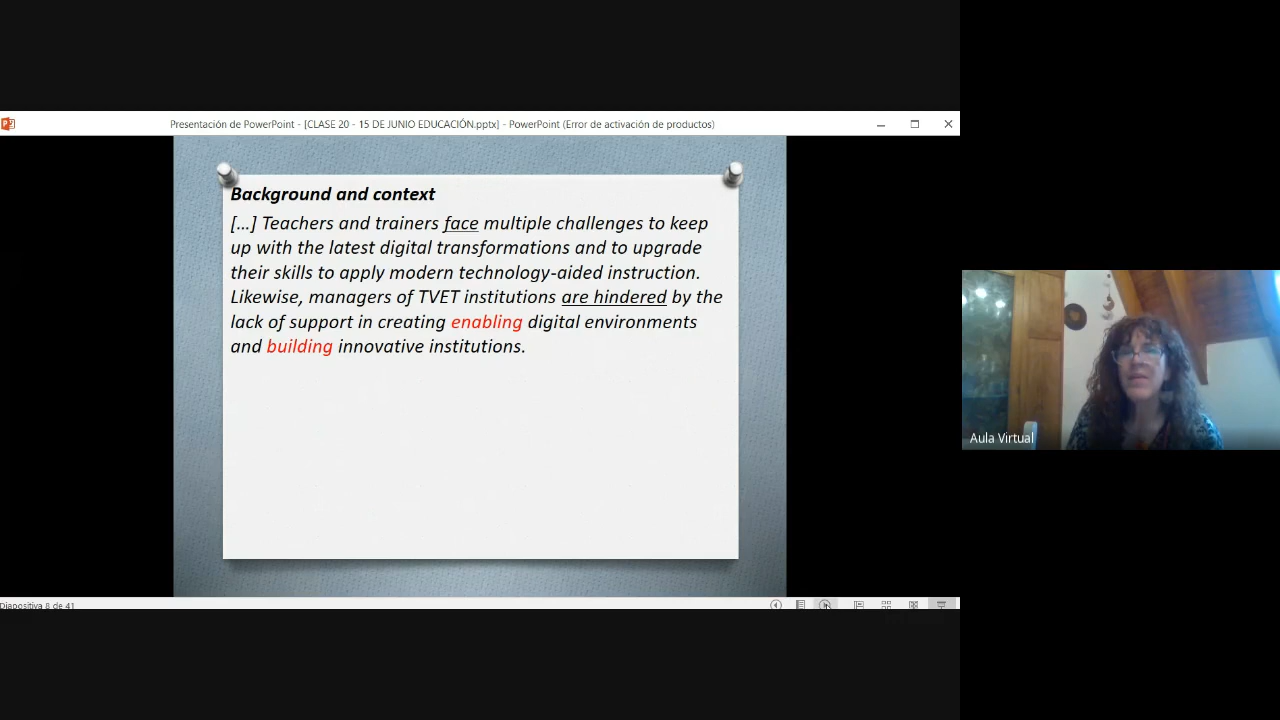 Presentación de PowerPoint - [CLASE 20 - 15 DE JUNIO EDUCACIÓN.pptx] - PowerPoint (Error de activación de productos)
Background and context
[...] Teachers and trainers face multiple challenges to keep
up with the latest digital transformations and to upgrade
their skills to apply modern technology-aided instruction.
Likewise, managers of TVET institutions are hindered by the
lack of support in creating enabling digital environments
and building innovative institutions.
Aula Virtual
Diapositiva 8 de 41